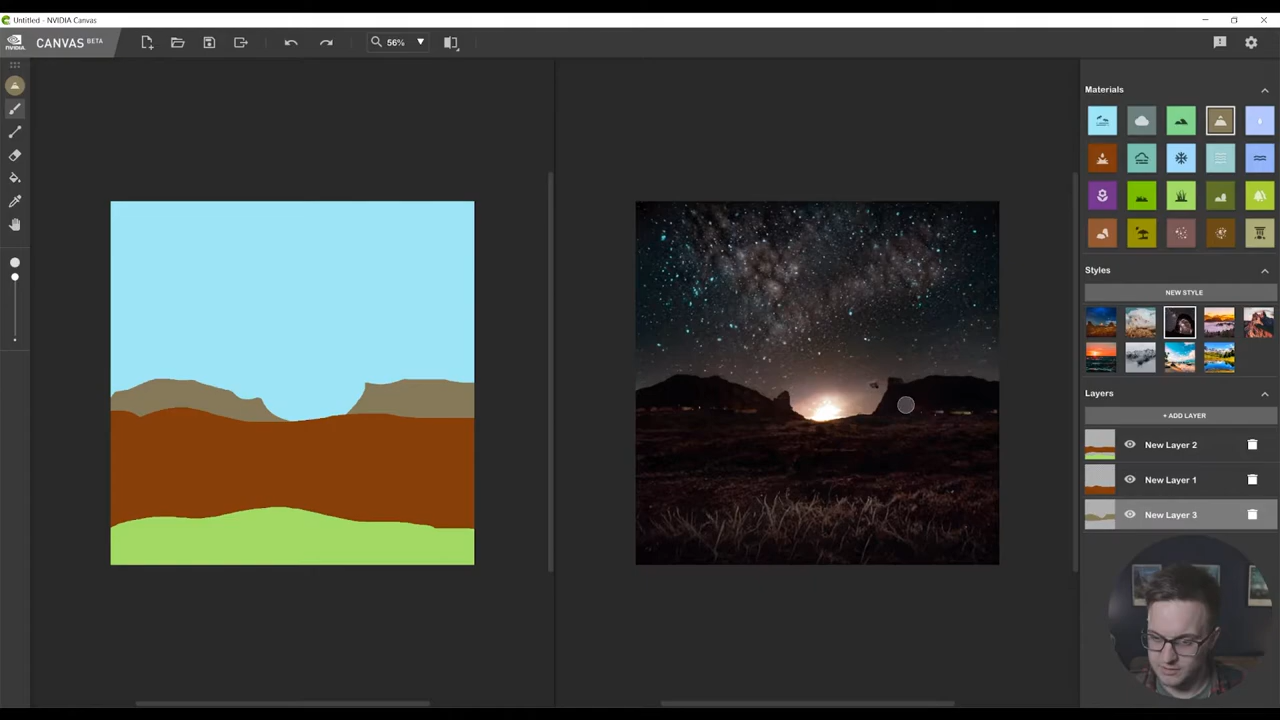 Untitled - NVIDIA Canvas
NVIDIA
CANVAS BETA
56%
Materials
Styles
NEW STYLE
Layers
+ ADD LAYER
New Layer 2
New Layer 1
New Layer 3